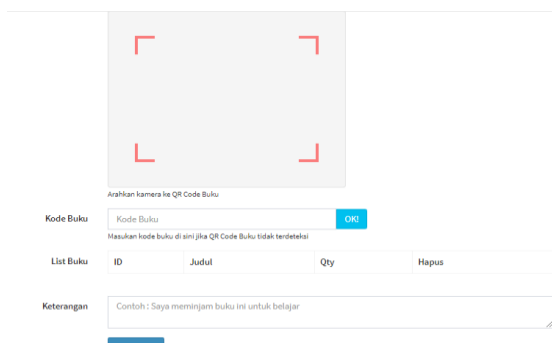 Arahkan kamera ke QR Code Buku
Kode Buku
Kode Buku
OK!
Masukan kode buku di sini jika QR Code Buku tidak terdeteksi
List Buku
ID Judul Qty Hapus
Keterangan
Contoh : Saya meminjam buku ini untuk belajar